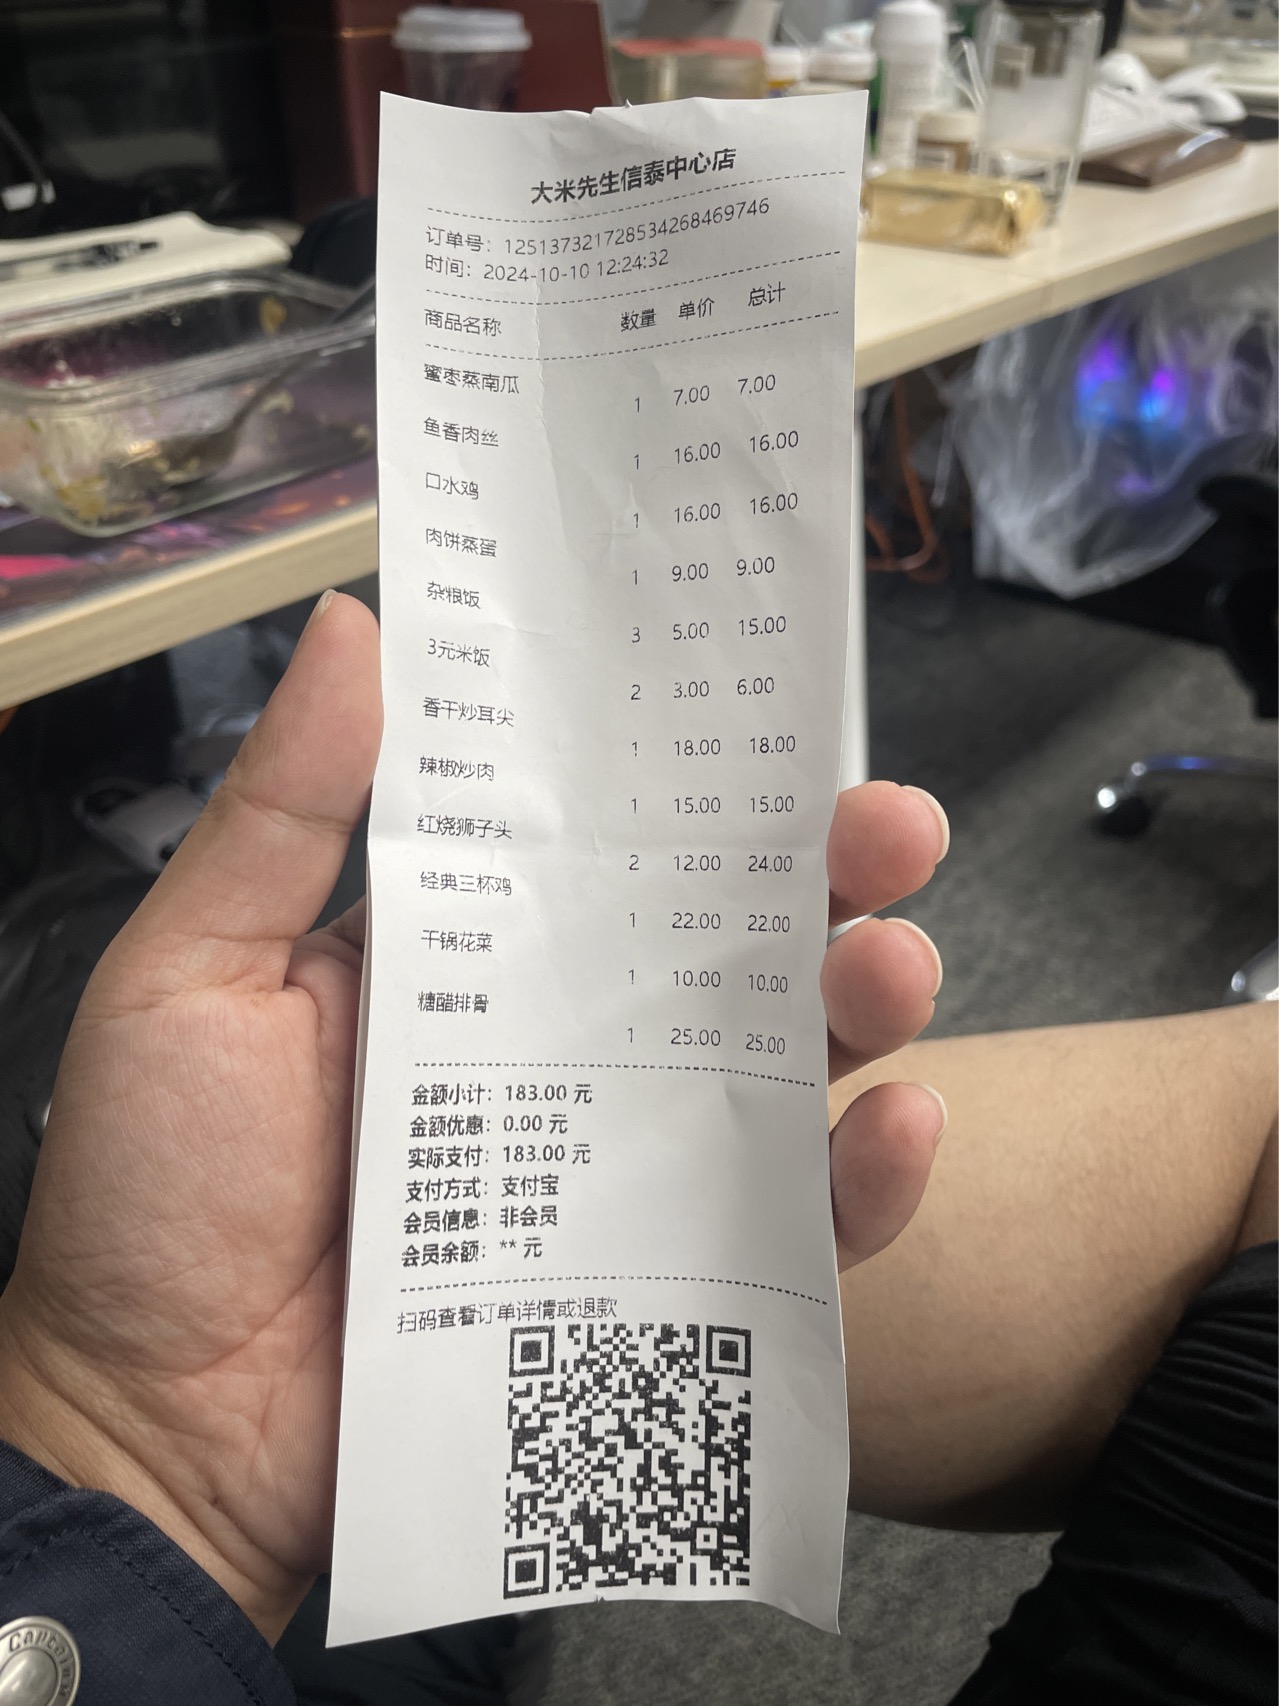 大米先生信泰中心店
订单号：1251373217285342684​69746
时间：2024-10-10 12:24:32
商品名称 数量 单价 总计
蜜枣蒸南瓜 1 7.00 7.00
鱼香肉丝 1 16.00 16.00
口水鸡 1 16.00 16.00
肉饼蒸蛋 1 9.00 9.00
杂粮饭 3 5.00 15.00
3元米饭 2 3.00 6.00
香干炒耳尖 1 18.00 18.00
辣椒炒肉 1 15.00 15.00
红烧狮子头 2 12.00 24.00
经典三杯鸡 1 22.00 22.00
干锅花菜 1 10.00 10.00
糖醋排骨 1 25.00 25.00
金额小计：183.00 元
金额优惠：0.00 元
实际支付：183.00 元
支付方式：支付宝
会员信息：非会员
会员余额：** 元
扫码查看订单详情或退款